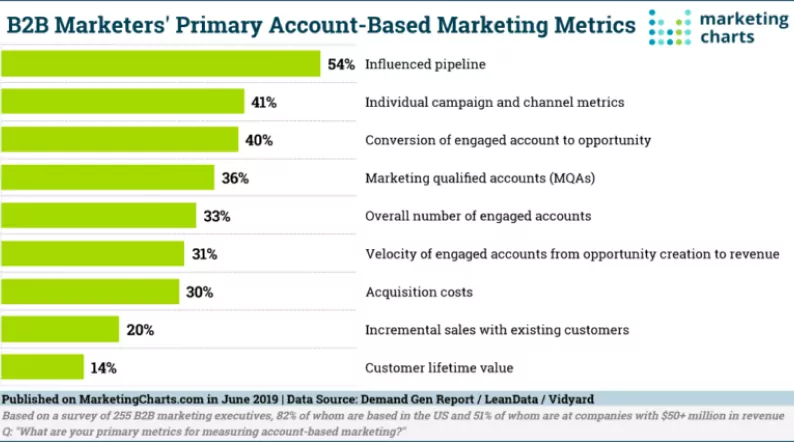 B2B Marketers' Primary Account-Based Marketing Metrics
marketing
charts
54% Influenced pipeline
41% Individual campaign and channel metrics
40% Conversion of engaged account to opportunity
36% Marketing qualified accounts (MQAs)
33% Overall number of engaged accounts
31% Velocity of engaged accounts from opportunity creation to revenue
30% Acquisition costs
20% Incremental sales with existing customers
14% Customer lifetime value
Published on MarketingCharts.com in June 2019 | Data Source: Demand Gen Report / LeanData / Vidyard
Based on a survey of 255 B2B marketing executives, 82% of whom are based in the US and 51% of whom are at companies with $50+ million in revenue
Q: "What are your primary metrics for measuring account-based marketing?"